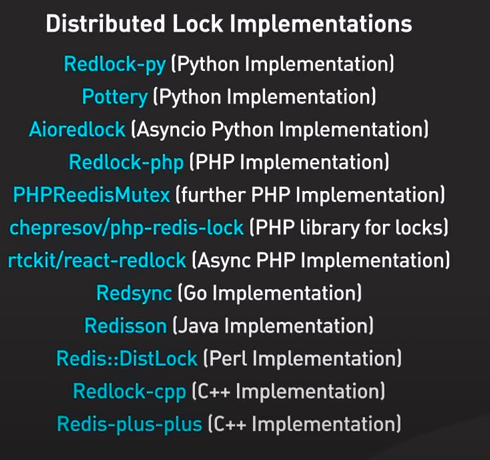 Distributed Lock Implementations
Redlock-py (Python Implementation)
Pottery (Python Implementation)
Aioredlock (Asyncio Python Implementation)
Redlock-php (PHP Implementation)
PHPReedisMutex (further PHP Implementation)
chepresov/php-redis-lock (PHP library for locks)
rtckit/react-redlock (Async PHP Implementation)
Redsync (Go Implementation)
Redisson (Java Implementation)
Redis::DistLock (Perl Implementation)
Redlock-cpp (C++ Implementation)
Redis-plus-plus (C++ Implementation)